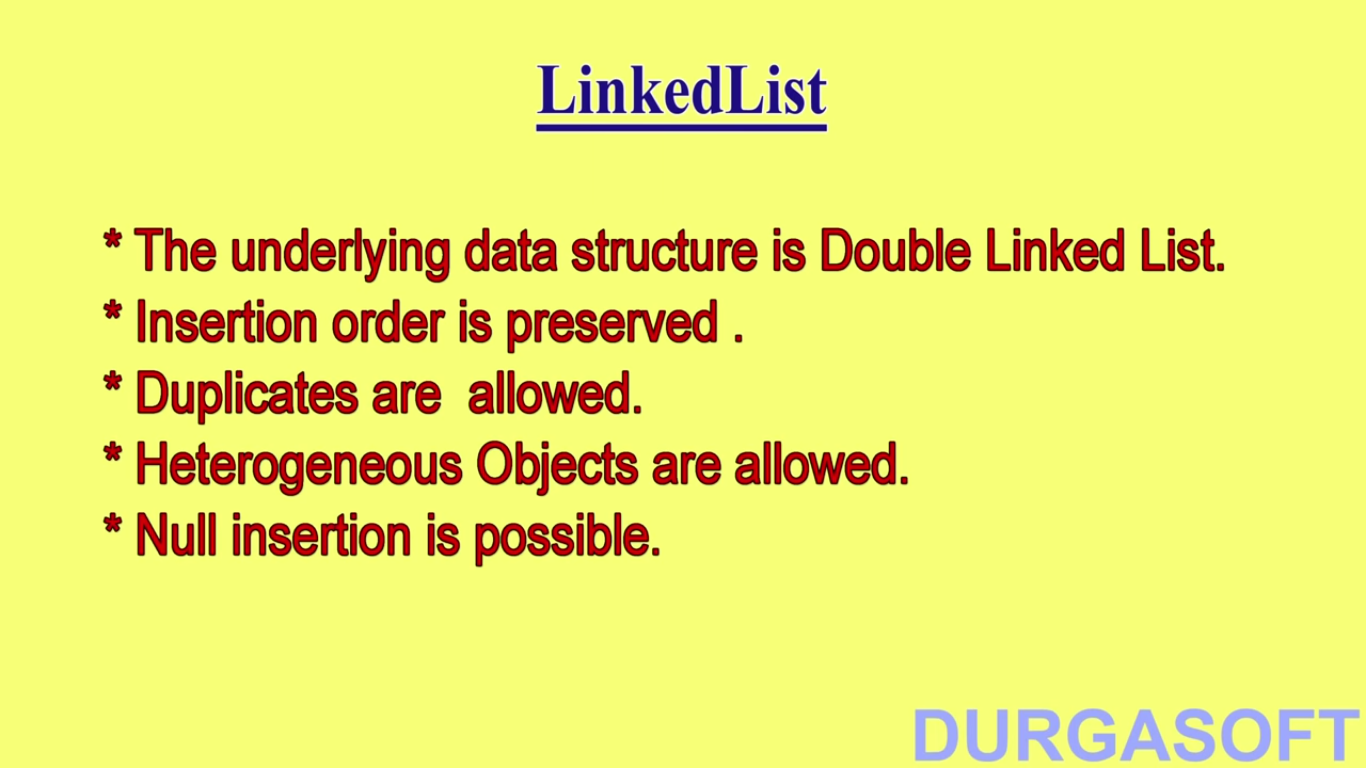 LinkedList
* The underlying data structure is Double Linked List.
* Insertion order is preserved .
* Duplicates are  allowed.
* Heterogeneous Objects are allowed.
* Null insertion is possible.
DURGASOFT